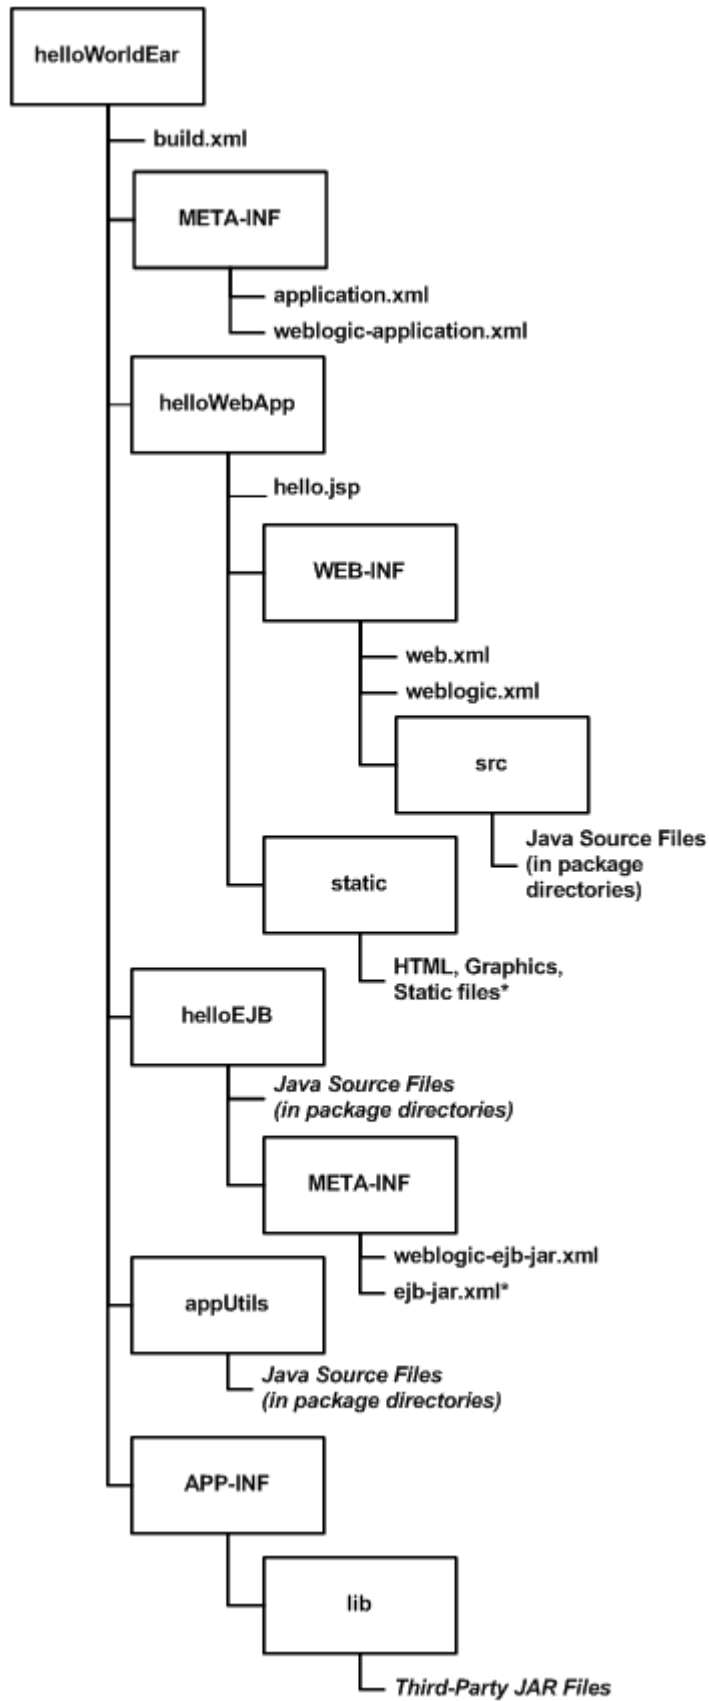 helloWorldEar
build.xml
META-INF
application.xml
weblogic-application.xml
helloWebApp
hello.jsp
WEB-INF
web.xml
weblogic.xml
src
Java Source Files
(in package
directories)
static
HTML, Graphics,
Static files*
helloEJB
Java Source Files
(in package directories)
META-INF
weblogic-ejb-jar.xml
ejb-jar.xml*
appUtils
Java Source Files
(in package directories)
APP-INF
lib
Third-Party JAR Files